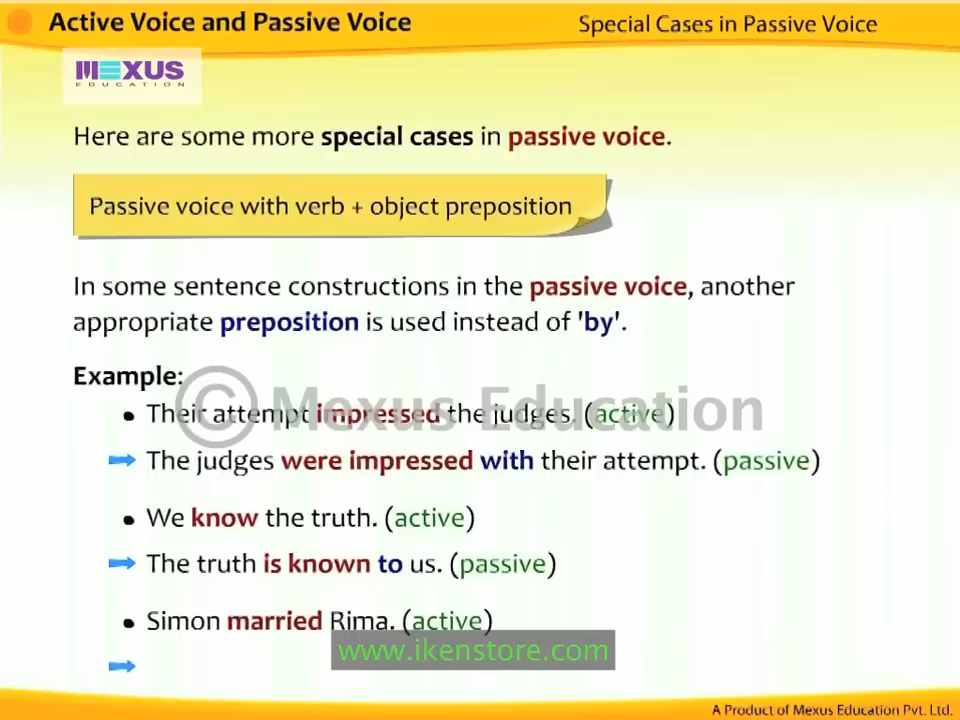 Active Voice and Passive Voice
Special Cases in Passive Voice
MEXUS
EDUCATION
Here are some more special cases in passive voice.
Passive voice with verb + object preposition
In some sentence constructions in the passive voice, another
appropriate preposition is used instead of 'by'.
Example:
© Mexus Education
• Their attempt impressed the judges. (active)
The judges were impressed with their attempt. (passive)
• We know the truth. (active)
The truth is known to us. (passive)
• Simon married Rima. (active)
www.ikenstore.com
A Product of Mexus Education Pvt. Ltd.